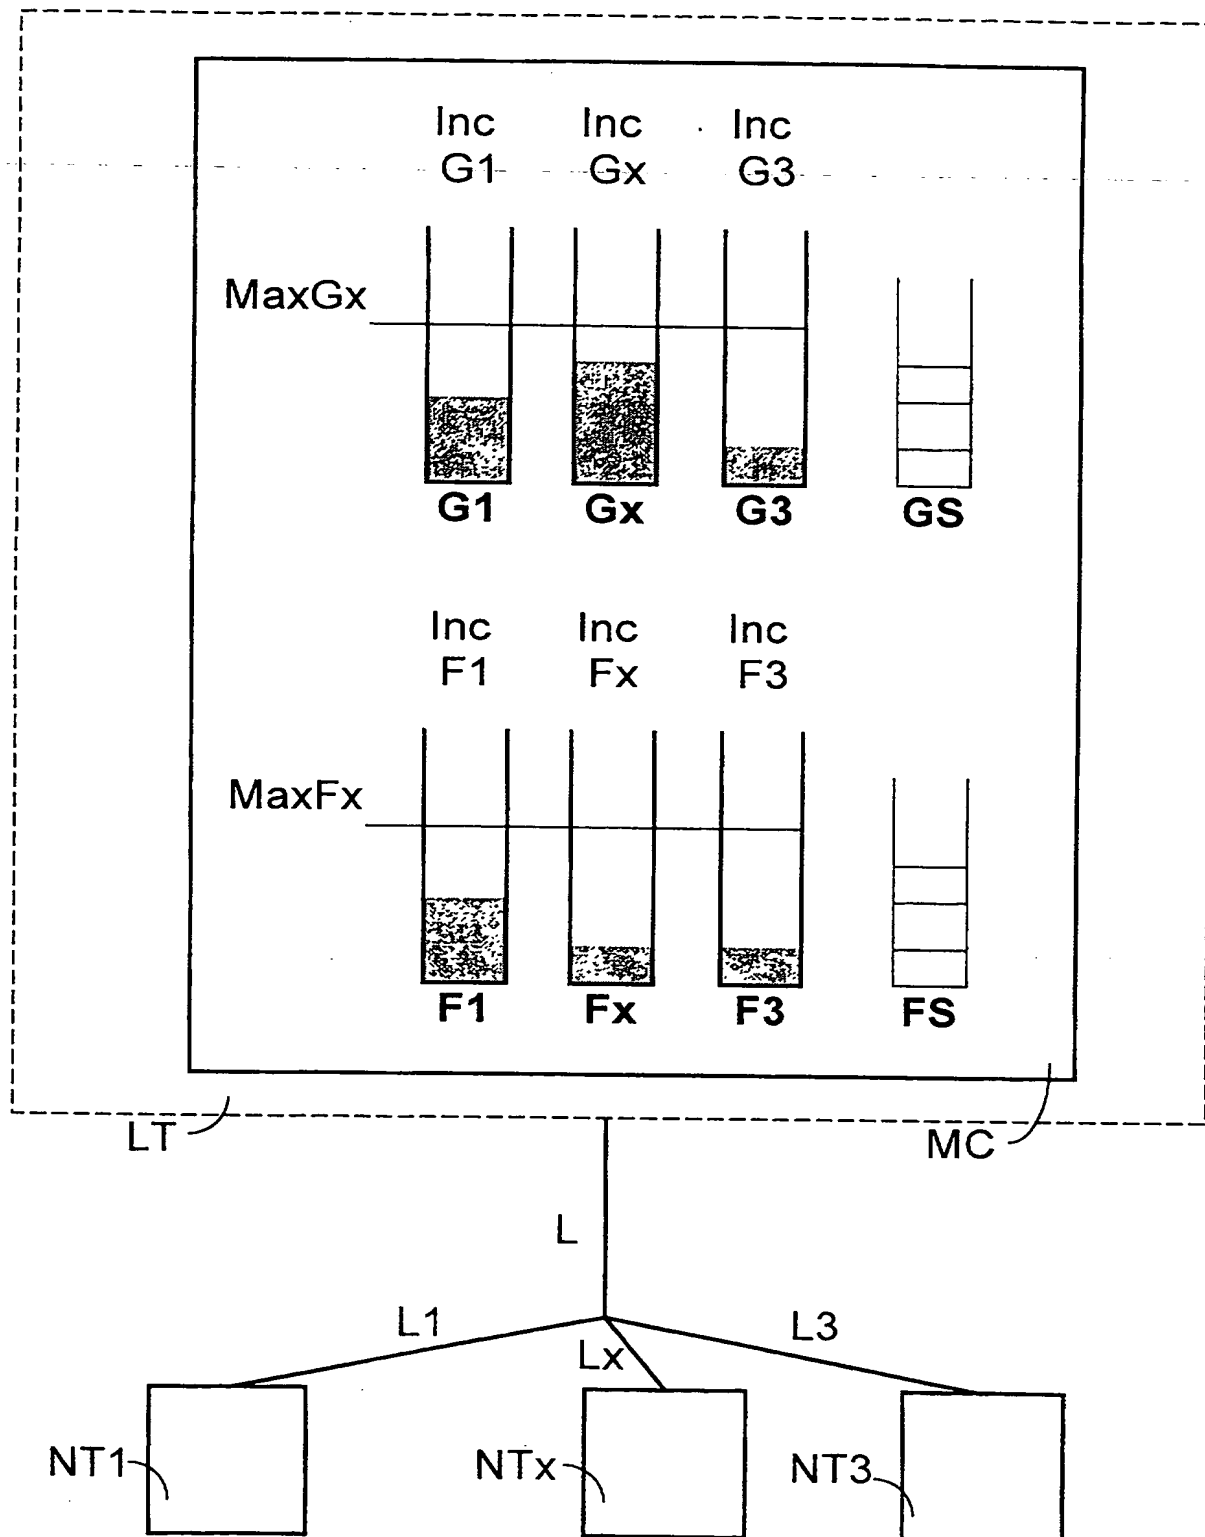 Inc Inc Inc
G1 Gx G3
MaxGx
G1 Gx G3 GS
Inc Inc Inc
F1 Fx F3
MaxFx
F1 Fx F3 FS
LT MC
L
L1 Lx L3
NT1 NTx NT3